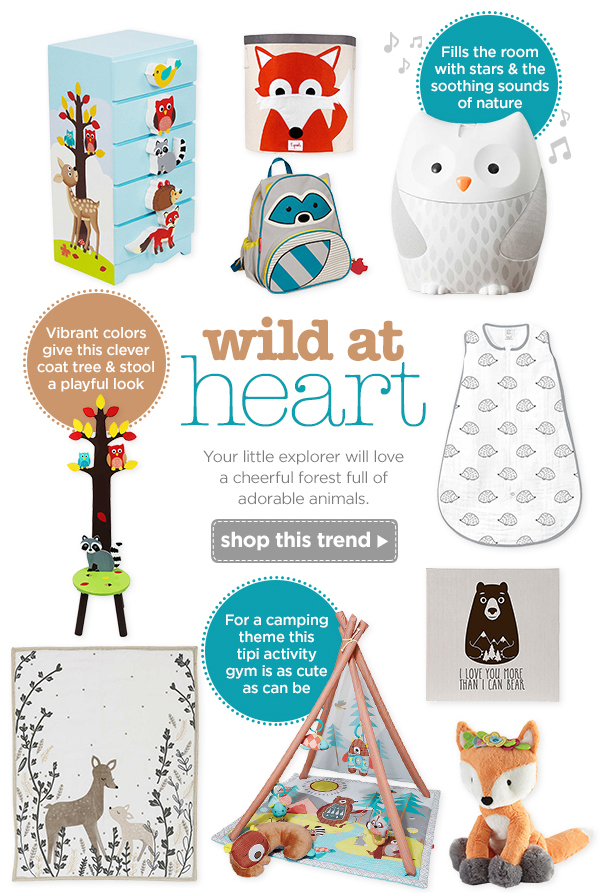 Fills the room
with stars & the
soothing sounds
of nature
Vibrant colors
give this clever
coat tree & stool
a playful look
wild at
heart
Your little explorer will love
a cheerful forest full of
adorable animals.
shop this trend
For a camping
theme this
tipi activity
gym is as cute
as can be
I LOVE YOU MORE
THAN I CAN BEAR